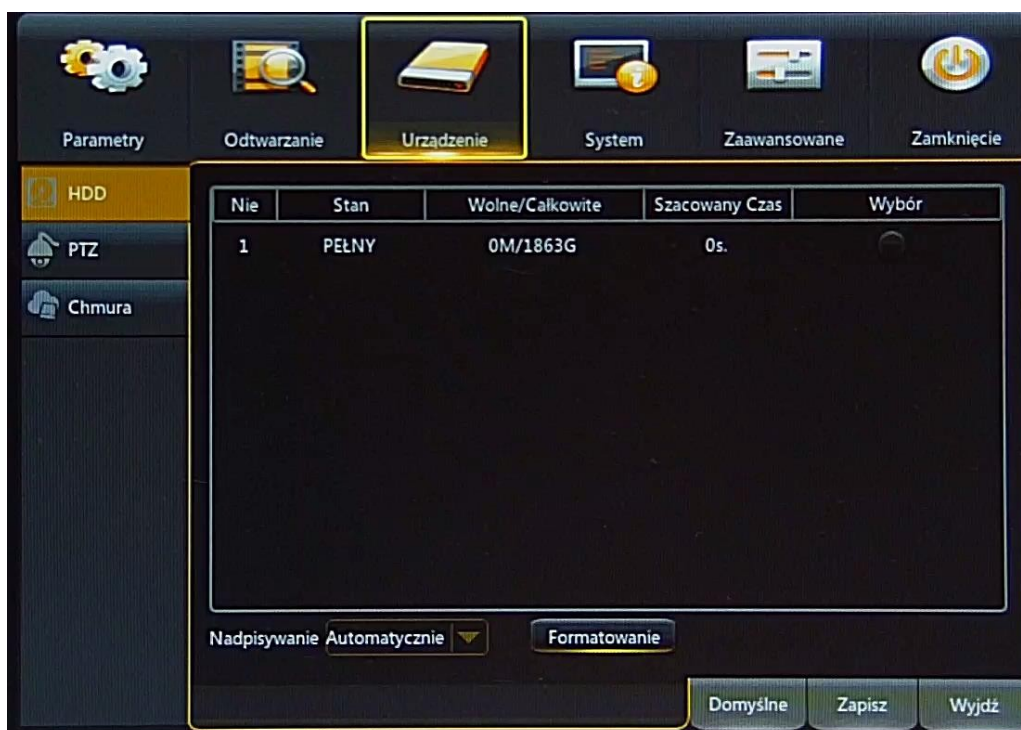 Parametry Odtwarzanie Urządzenie System Zaawansowane Zamknięcie
HDD
PTZ
Chmura
Nie Stan Wolne/Całkowite Szacowany Czas Wybór
1 PEŁNY 0M/1863G 0s.
Nadpisywanie Automatycznie Formatowanie
Domyślne Zapisz Wyjdź